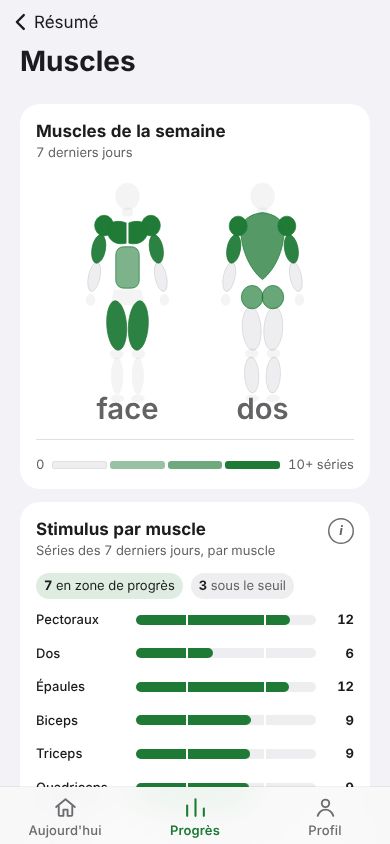 Résumé
Muscles
Muscles de la semaine
7 derniers jours
face
dos
0
10+ séries
Stimulus par muscle
i
Séries des 7 derniers jours, par muscle
7 en zone de progrès
3 sous le seuil
Pectoraux 12
Dos 6
Épaules 12
Biceps 9
Triceps 9
Quadriceps 9
Aujourd'hui
Progrès
Profil